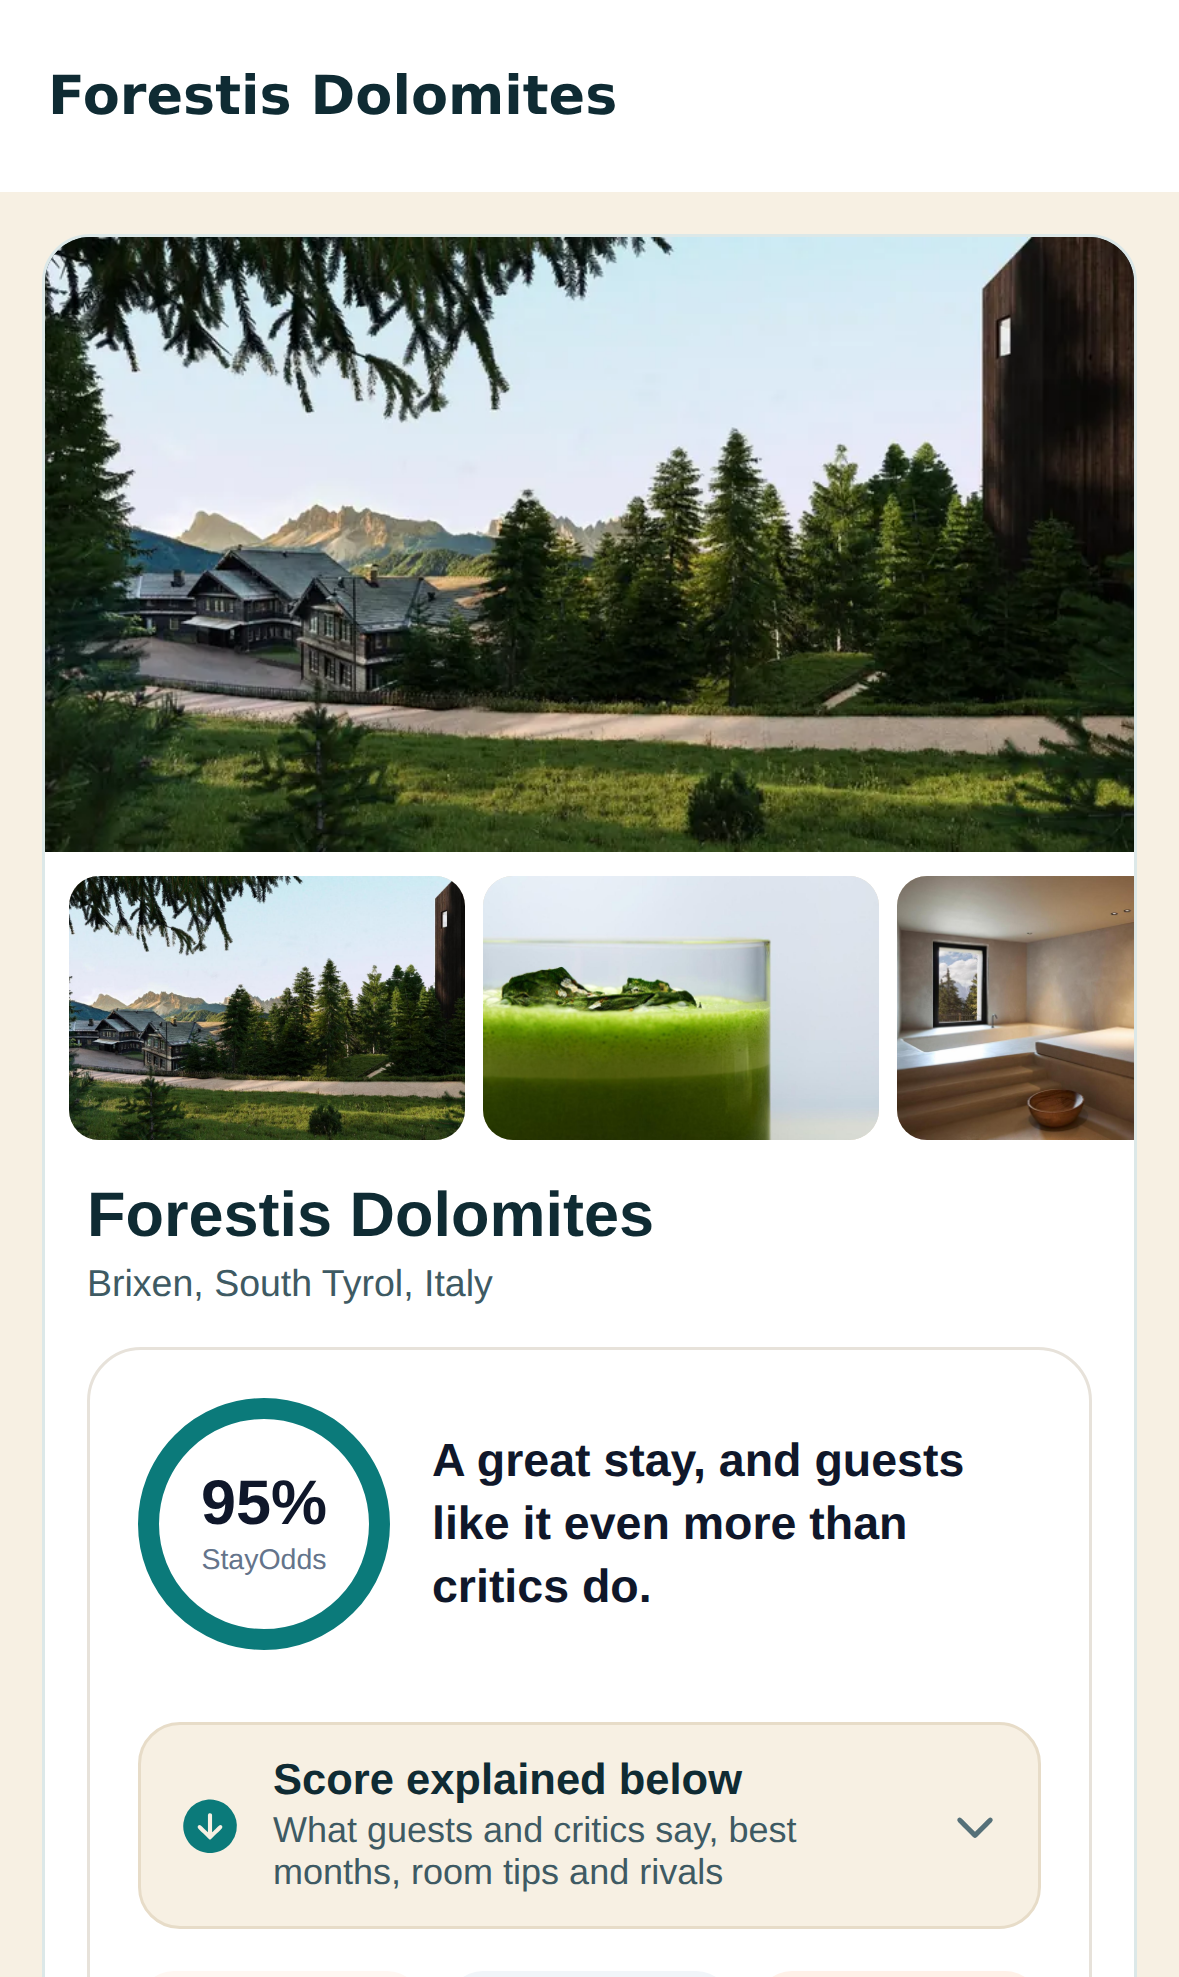 Forestis Dolomites
Forestis Dolomites
Brixen, South Tyrol, Italy
95%
StayOdds
A great stay, and guests
like it even more than
critics do.
Score explained below
What guests and critics say, best
months, room tips and rivals